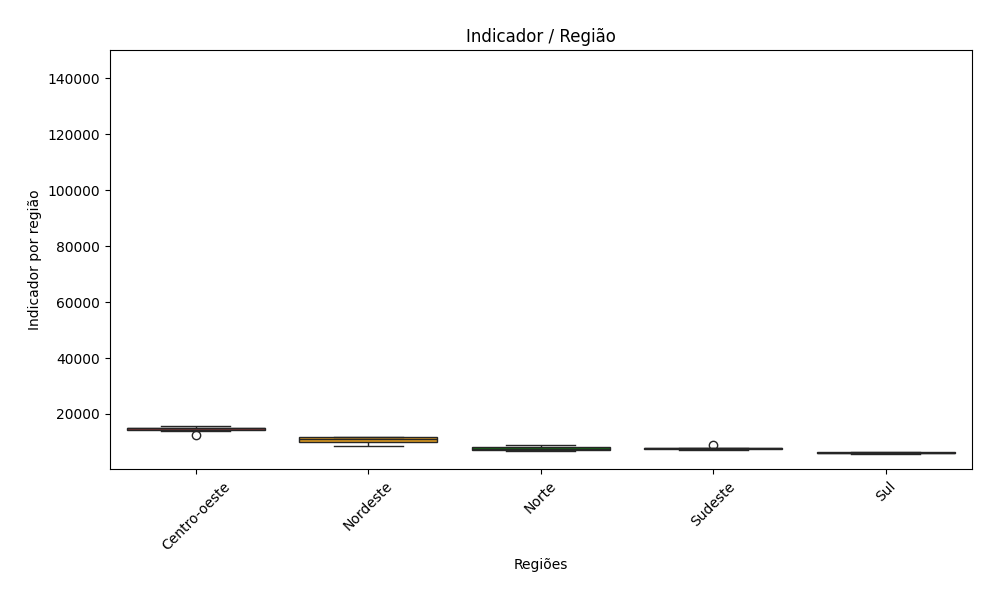 Indicador / Região
Indicador por região
140000
120000
100000
80000
60000
40000
20000
Centro-oeste
Nordeste
Norte
Sudeste
Sul
Regiões